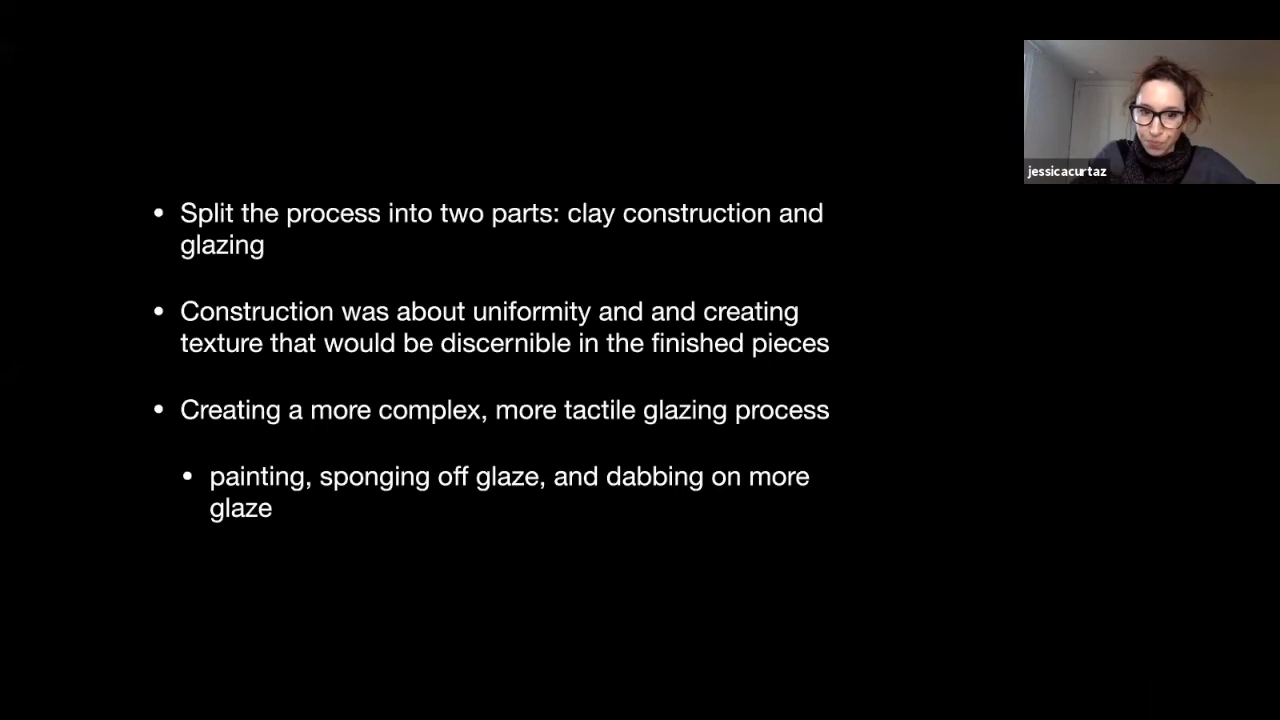 • Split the process into two parts: clay construction and
glazing
• Construction was about uniformity and and creating
texture that would be discernible in the finished pieces
• Creating a more complex, more tactile glazing process
• painting, sponging off glaze, and dabbing on more
glaze
jessicacurtaz